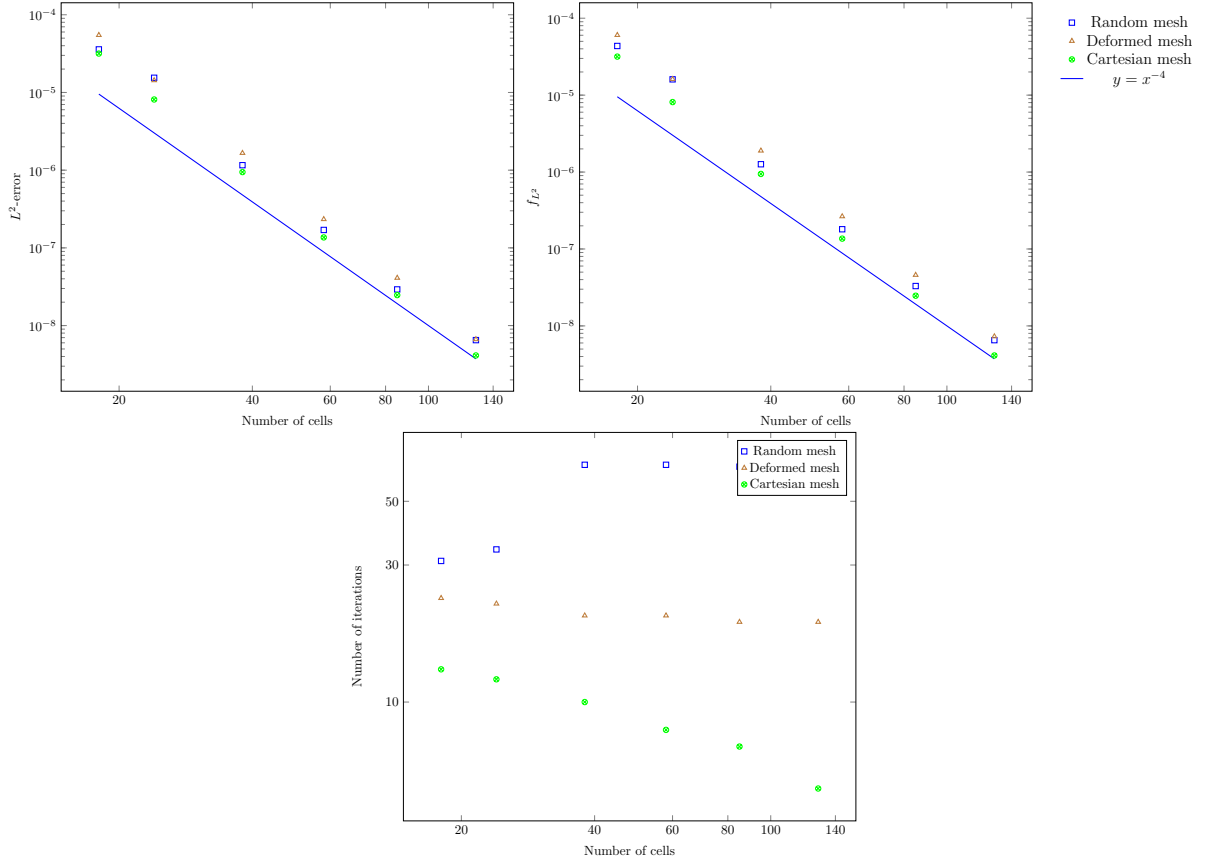 10^{-4}
10^{-5}
10^{-6}
10^{-7}
10^{-8}
L^2-error
20
40
60
80
100
140
Number of cells
10^{-4}
10^{-5}
10^{-6}
10^{-7}
10^{-8}
f_{L^2}
20
40
60
80
100
140
Number of cells
Random mesh
Deformed mesh
Cartesian mesh
y = x^{-4}
50
30
10
Number of iterations
Random mesh
Deformed mesh
Cartesian mesh
20
40
60
80
100
140
Number of cells